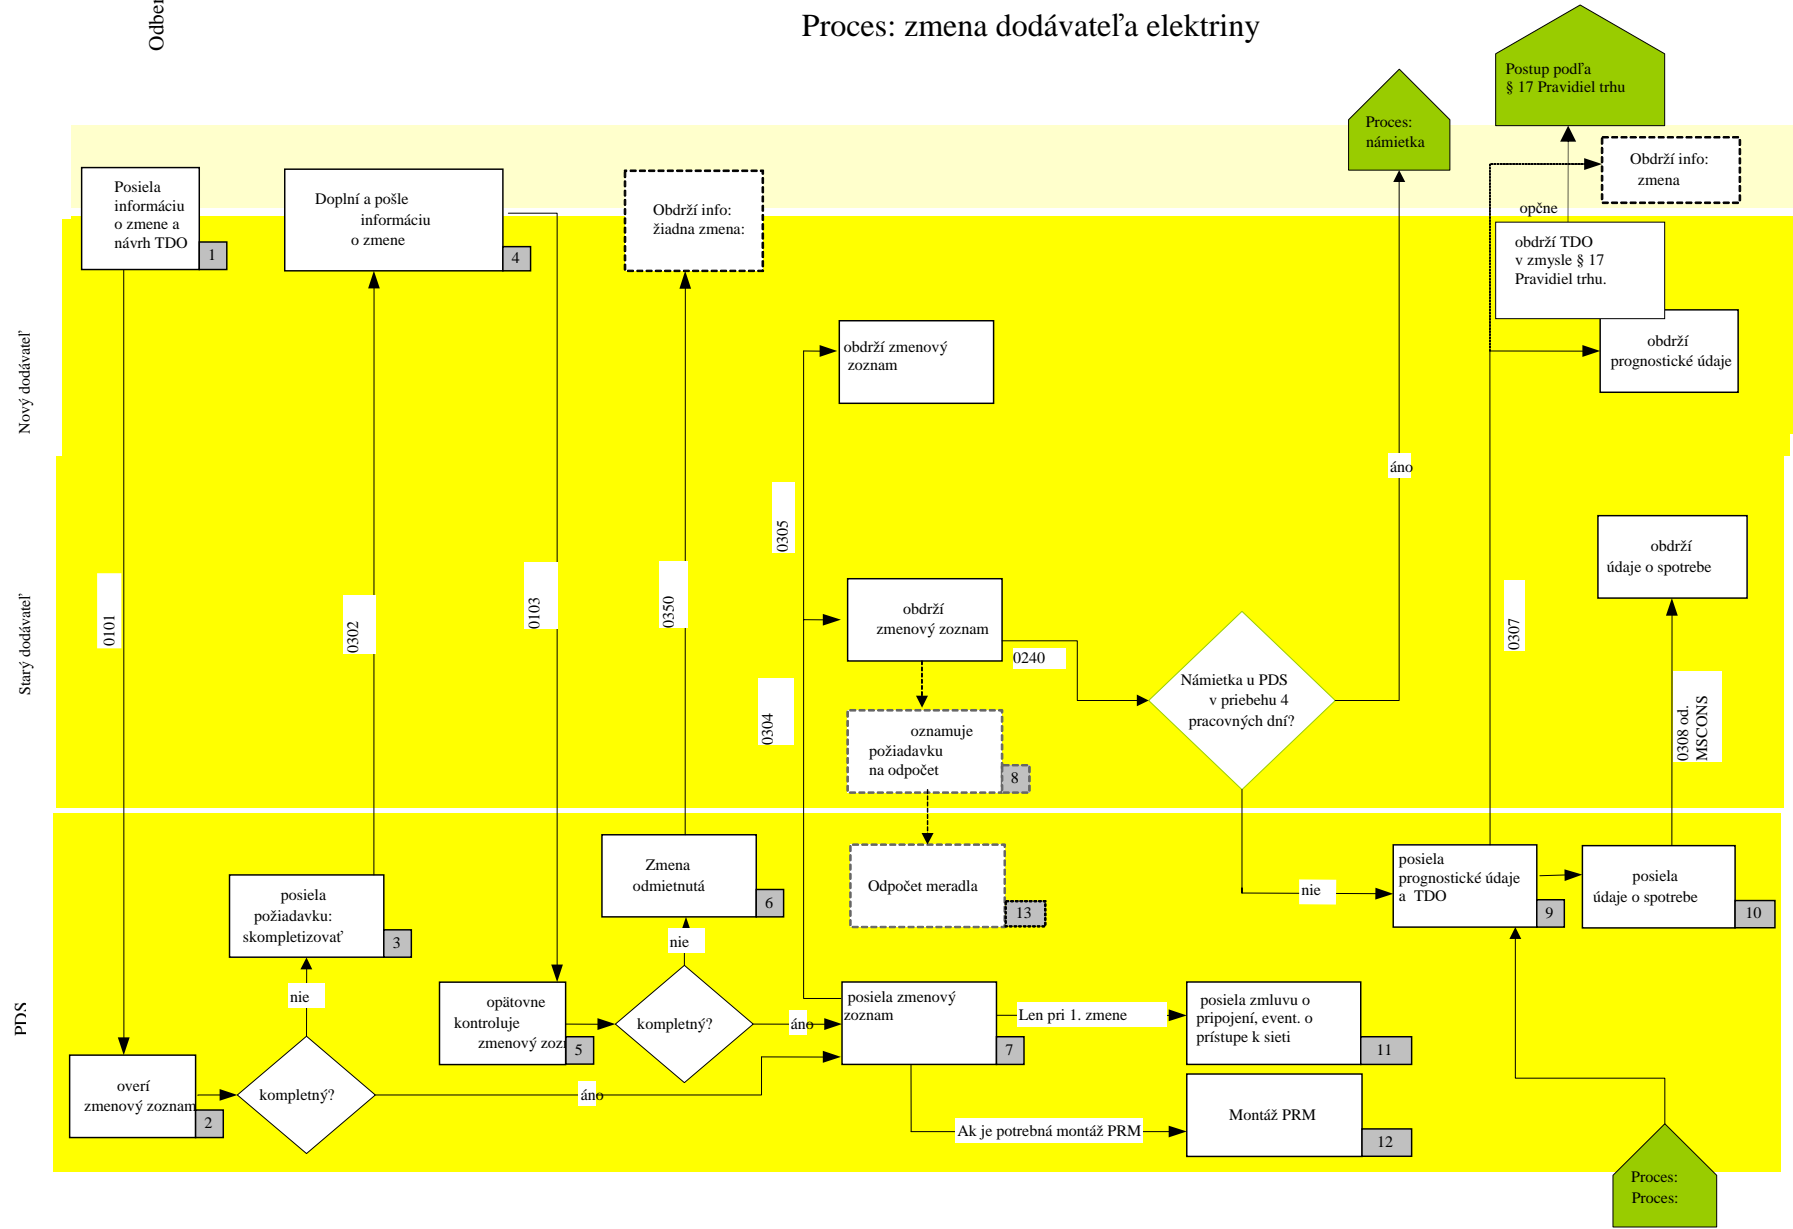 Odber
Proces: zmena dodávateľa elektriny
Postup podľa
§ 17 Pravidiel trhu
Proces:
námietka
Posiela
informáciu
o zmene a
návrh TDO
1
Doplní a pošle
informáciu
o zmene
4
Obdrží info:
žiadna zmena:
Obdrží info:
zmena
opčne
obdrží TDO
v zmysle § 17
Pravidiel trhu.
obdrží
prognostické údaje
Nový dodávateľ
obdrží zmenový
zoznam
áno
0305
Starý dodávateľ
0101
0302
0103
0350
0304
obdrží
zmenový zoznam
0240
oznamuje
požiadavku
na odpočet
8
Námietka u PDS
v priebehu 4
pracovných dní?
0307
obdrží
údaje o spotrebe
0308 od.
MSCONS
PDS
posiela
požiadavku:
skompletizovať
3
Zmena
odmietnutá
6
Odpočet meradla
13
nie
posiela
prognostické údaje
a TDO
9
posiela
údaje o spotrebe
10
nie
nie
opätovne
kontroluje
zmenový zoz
5
kompletný?
áno
posiela zmenový
zoznam
7
Len pri 1. zmene
posiela zmluvu o
pripojení, event. o
prístupe k sieti
11
overí
zmenový zoznam
2
kompletný?
áno
Ak je potrebná montáž PRM
Montáž PRM
12
Proces:
Proces: